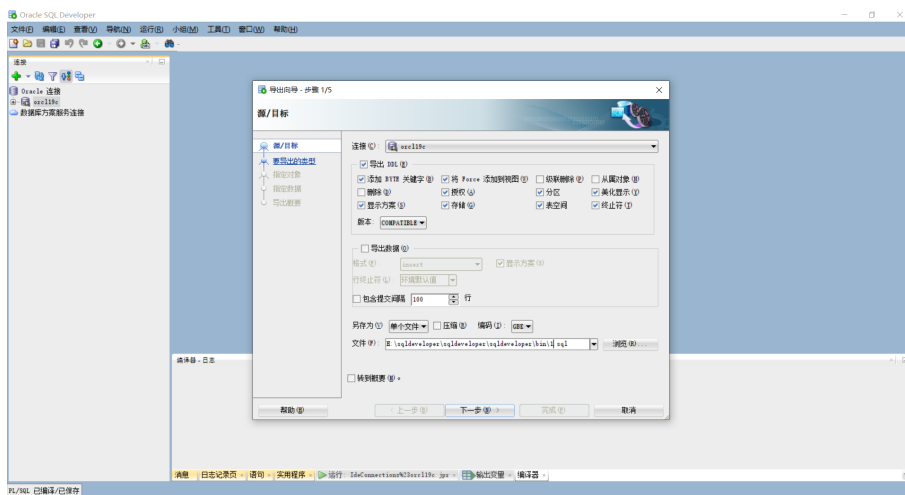 Oracle SQL Developer
文件(F) 编辑(E) 查看(V) 导航(N) 运行(R) 小组(M) 工具(T) 窗口(W) 帮助(H)
连接
Oracle 连接
orcl19c
数据库方案服务连接
导出向导 - 步骤 1/5
源/目标
源/目标
要导出的类型
指定对象
指定数据
导出概要
连接(C): orcl19c
导出 DDL(E)
添加 BYTE 关键字(B) 将 Force 添加到视图(F) 级联删除(P) 从属对象(D)
删除(D) 授权(A) 分区 美化显示(Y)
显示方案(S) 存储(G) 表空间 终止符(T)
版本: COMPATIBLE
导出数据(D)
格式(R): insert 显示方案(H)
行终止符(L): 环境默认值
包含提交间隔 100 行
另存为(Y) 单个文件 压缩(R) 编码(I): GBK
文件(F): E:\sqldeveloper\sqldeveloper\sqldeveloper\bin\1.sql 浏览(R)...
转到概要(M)。
帮助(H) < 上一步(B) 下一步(N) > 完成(F) 取消
编译器 - 日志
消息 日志记录页 语句 实用程序 运行: IdeConnections%23orcl19c.jpr 输出变量 编译器
PL/SQL 已编译/已保存